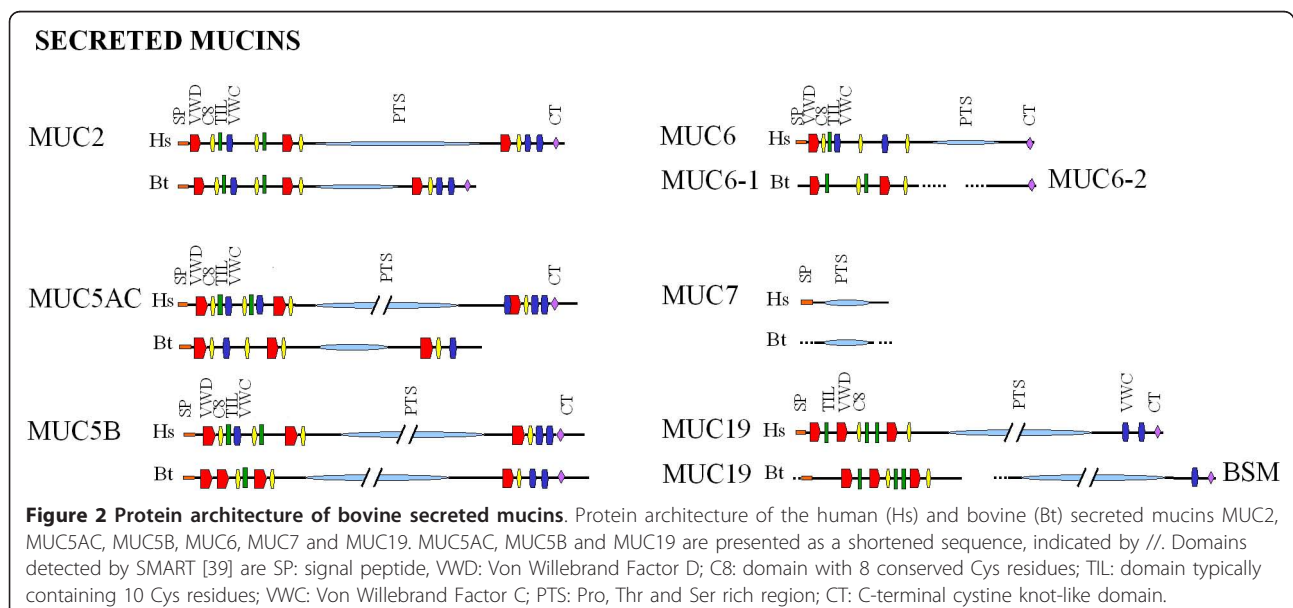 SECRETED MUCINS
SP VWD C8 TIL VWC PTS CT
MUC2 Hs
Bt
SP VWD C8 TIL VWC PTS CT
MUC5AC Hs
Bt
SP VWD C8 TIL VWC PTS CT
MUC5B Hs
Bt
SP VWD C8 TIL VWC PTS CT
MUC6 Hs
MUC6-1 Bt MUC6-2
SP PTS
MUC7 Hs
Bt
SP TIL VWD C8 PTS VWC CT
MUC19 Hs
MUC19 Bt BSM
Figure 2 Protein architecture of bovine secreted mucins. Protein architecture of the human (Hs) and bovine (Bt) secreted mucins MUC2,
MUC5AC, MUC5B, MUC6, MUC7 and MUC19. MUC5AC, MUC5B and MUC19 are presented as a shortened sequence, indicated by //. Domains
detected by SMART [39] are SP: signal peptide, VWD: Von Willebrand Factor D; C8: domain with 8 conserved Cys residues; TIL: domain typically
containing 10 Cys residues; VWC: Von Willebrand Factor C; PTS: Pro, Thr and Ser rich region; CT: C-terminal cystine knot-like domain.